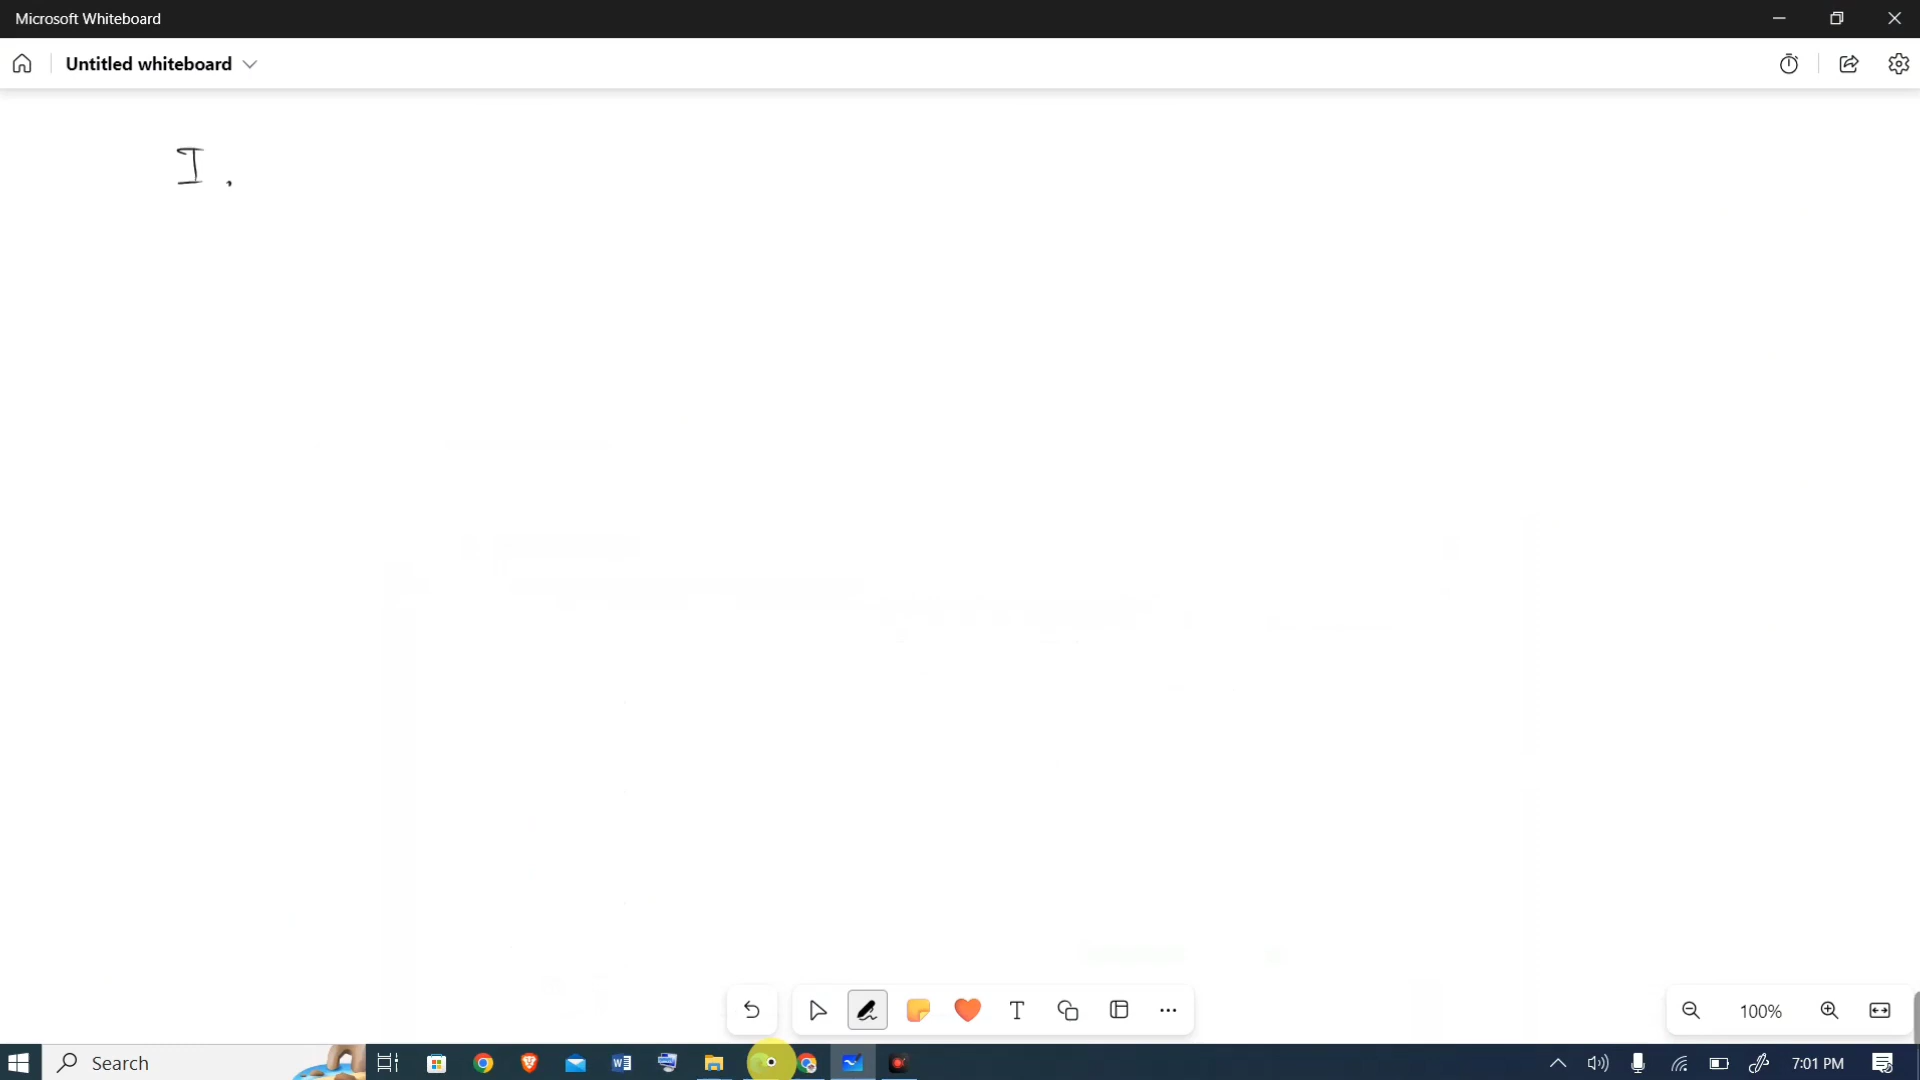 Microsoft Whiteboard
Untitled whiteboard
I.
100%
Search
7:01 PM